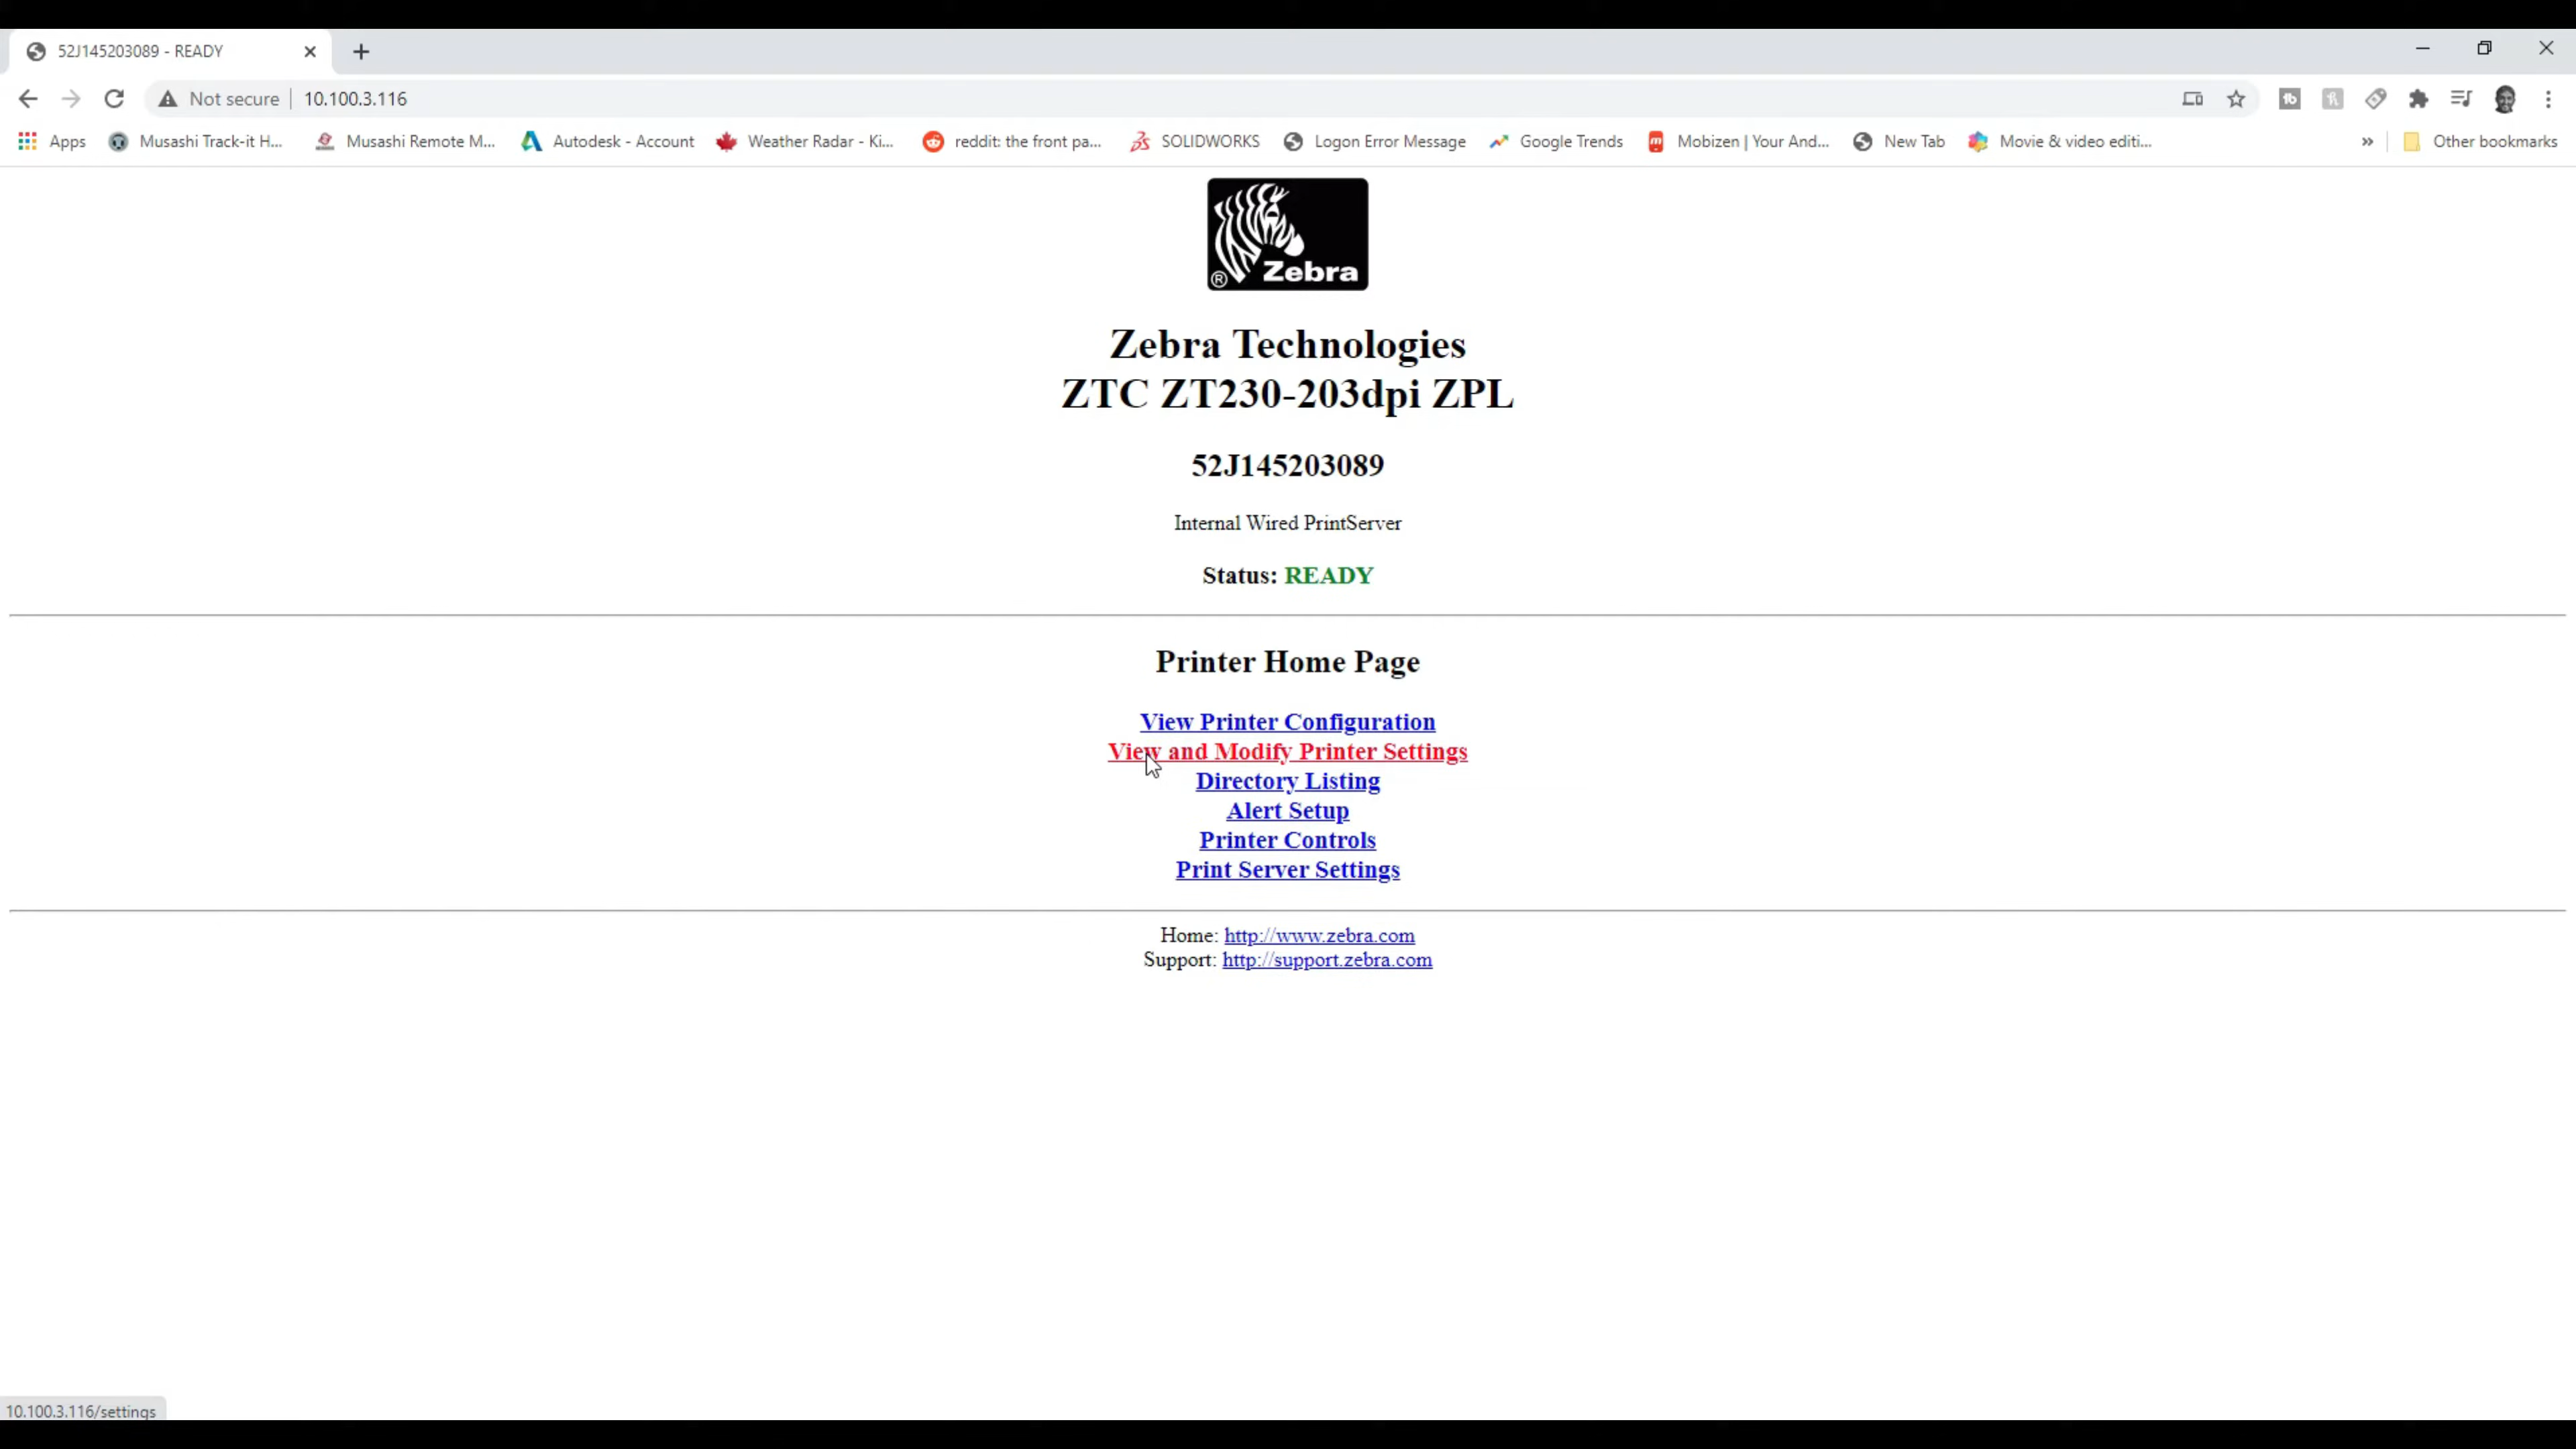 52J145203089 - READY
Not secure
10.100.3.116
Apps
Musashi Track-it H...
Musashi Remote M...
Autodesk - Account
Weather Radar - Ki...
reddit: the front pa...
SOLIDWORKS
Logon Error Message
Google Trends
Mobizen | Your And...
New Tab
Movie & video editi...
»
Other bookmarks
® Zebra
Zebra Technologies
ZTC ZT230-203dpi ZPL
52J145203089
Internal Wired PrintServer
Status: READY
Printer Home Page
View Printer Configuration
View and Modify Printer Settings
Directory Listing
Alert Setup
Printer Controls
Print Server Settings
Home: http://www.zebra.com
Support: http://support.zebra.com
10.100.3.116/settings